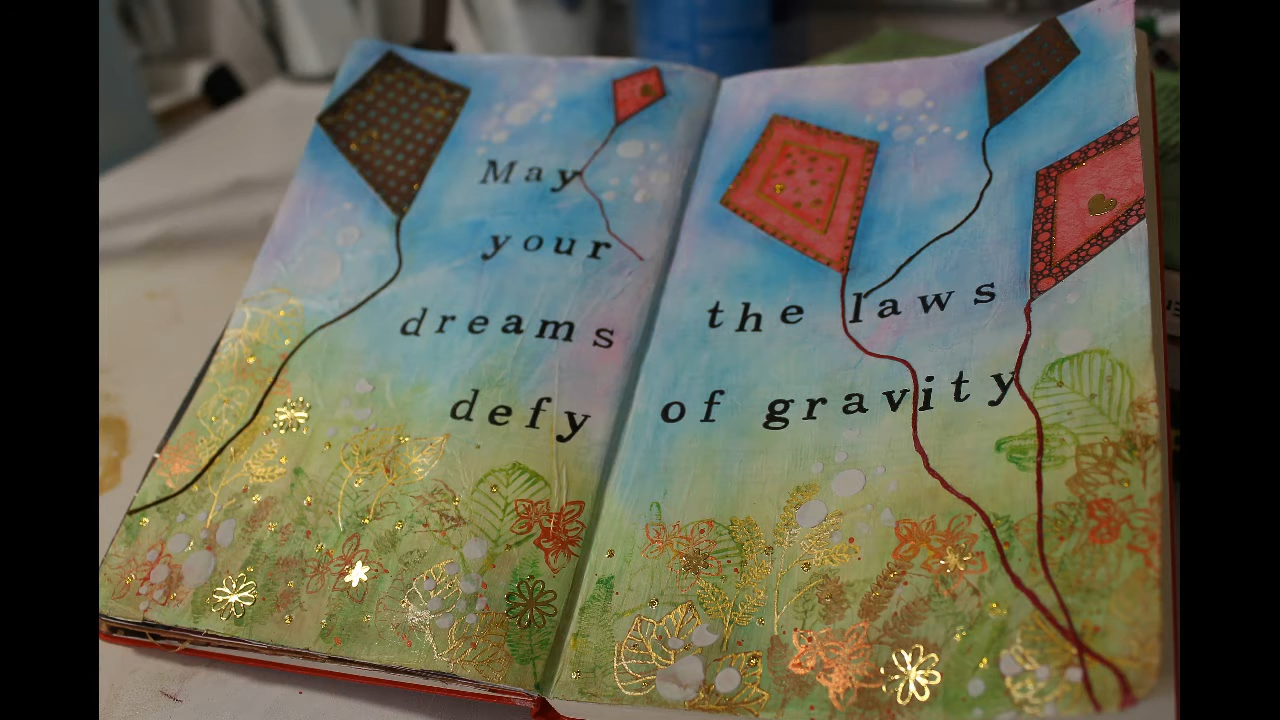 May
your
dreams
defy
the laws
of gravity